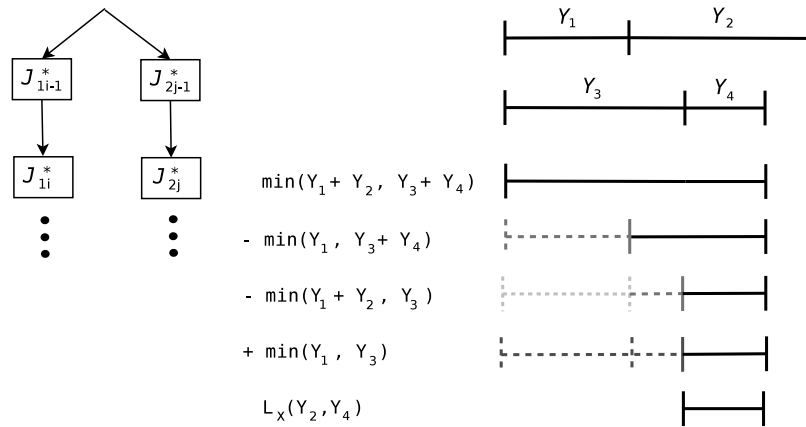 Y₁ Y₂
J*₁ᵢ₋₁ J*₂ⱼ₋₁
Y₃ Y₄
J*₁ᵢ J*₂ⱼ
min(Y₁+ Y₂, Y₃+ Y₄)
- min(Y₁, Y₃+ Y₄)
- min(Y₁+ Y₂, Y₃)
+ min(Y₁, Y₃)
Lₓ(Y₂,Y₄)